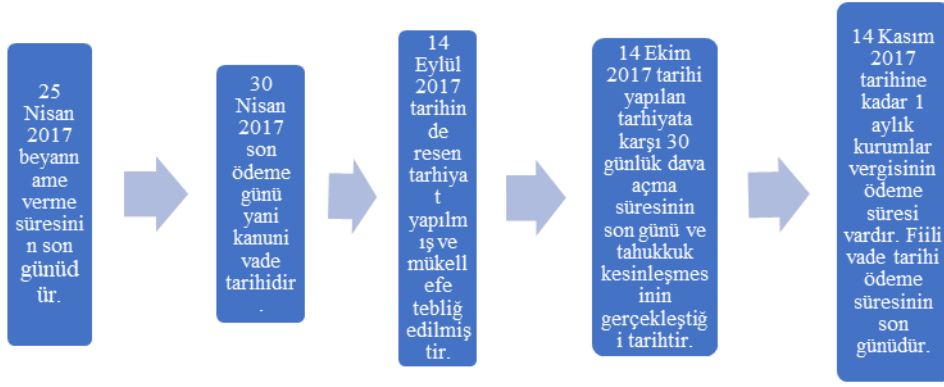 25
Nisan
2017
beyann
ame
verme
süresini
n son
günüd
ür.
30
Nisan
2017
son
ödeme
günü
yani
kanuni
vade
tarihidir
.
14
Eylül
2017
tarihin
de
resen
tarhiya
t
yapılm
ış ve
mükell
efe
tebliğ
edilmiş
tir.
14 Ekim
2017 tarihi
yapılan
tarhiyata
karşı 30
günlük dava
açma
süresinin
son günü ve
tahukkuk
kesinleşmes
inin
gerçekleştiğ
i tarihtir.
14 Kasım
2017
tarihine
kadar 1
aylık
kurumlar
vergisinin
ödeme
süresi
vardır. Fiili
vade tarihi
ödeme
süresinin
son
günüdür.